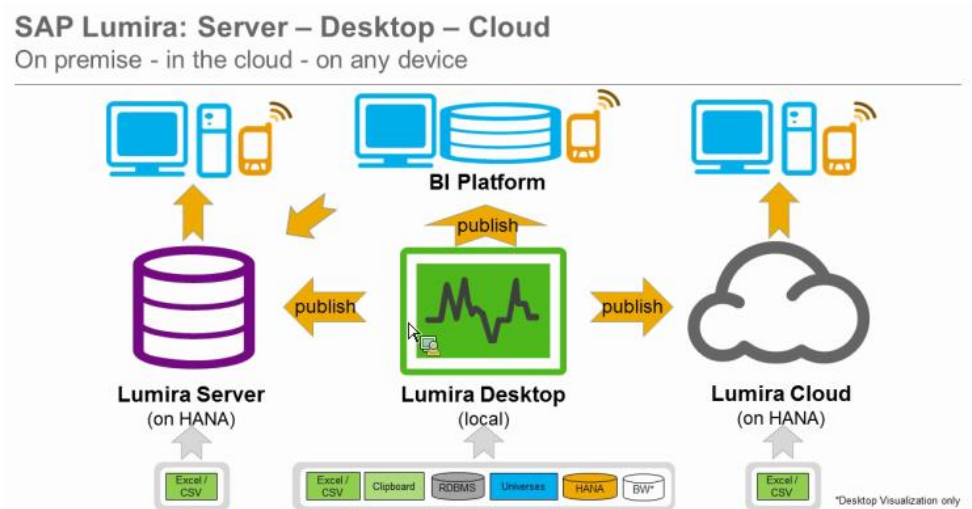 SAP Lumira: Server – Desktop – Cloud
On premise - in the cloud - on any device
BI Platform
publish
publish
publish
Lumira Server
(on HANA)
Lumira Desktop
(local)
Lumira Cloud
(on HANA)
Excel /
CSV
Excel /
CSV
Clipboard
RDBMS
Universes
HANA
BW*
Excel /
CSV
*Desktop Visualization only